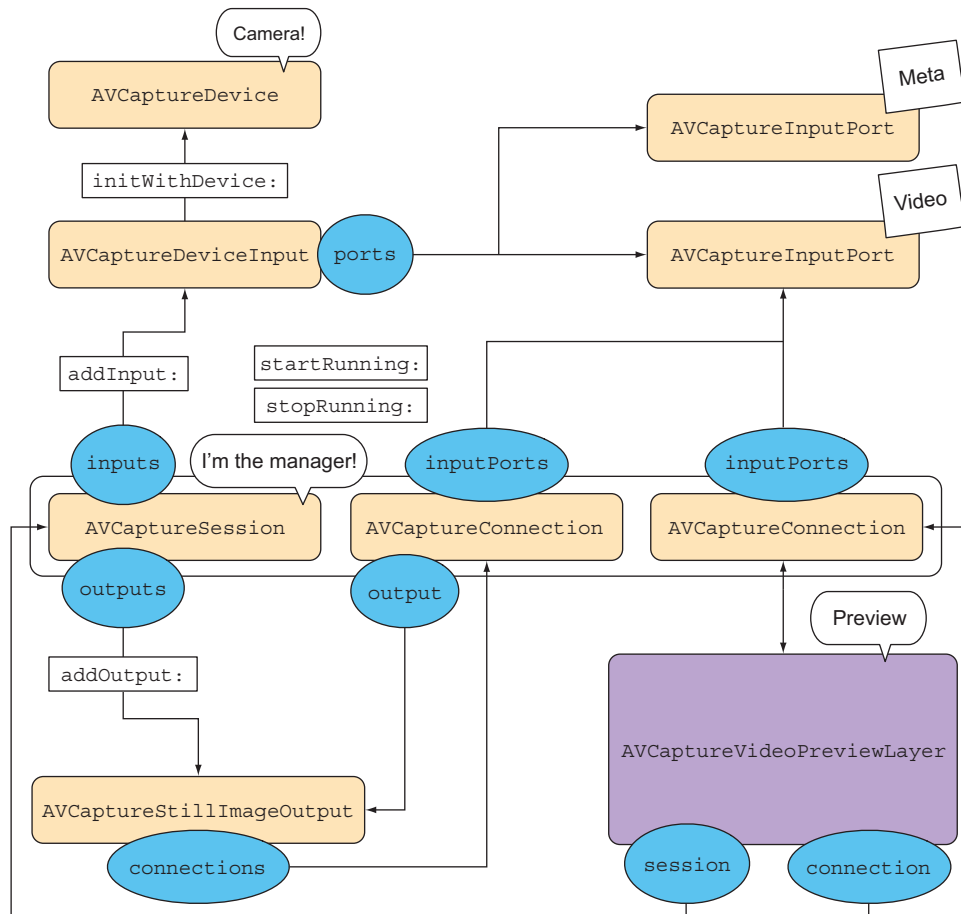 Camera!
AVCaptureDevice
Meta
AVCaptureInputPort
initWithDevice:
Video
AVCaptureDeviceInput
ports
AVCaptureInputPort
startRunning:
addInput:
stopRunning:
inputs
I'm the manager!
inputPorts
inputPorts
AVCaptureSession
AVCaptureConnection
AVCaptureConnection
outputs
output
Preview
addOutput:
AVCaptureVideoPreviewLayer
AVCaptureStillImageOutput
connections
session
connection